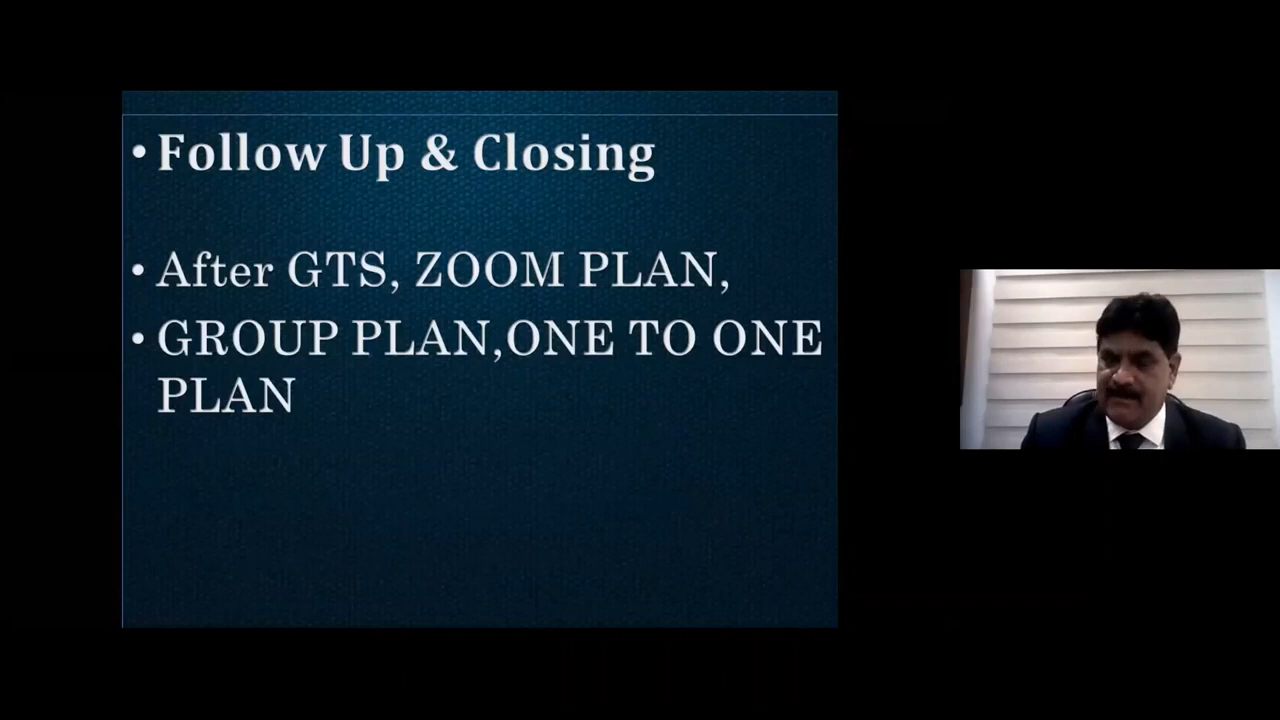 • Follow Up & Closing
• After GTS, ZOOM PLAN,
• GROUP PLAN,ONE TO ONE
PLAN